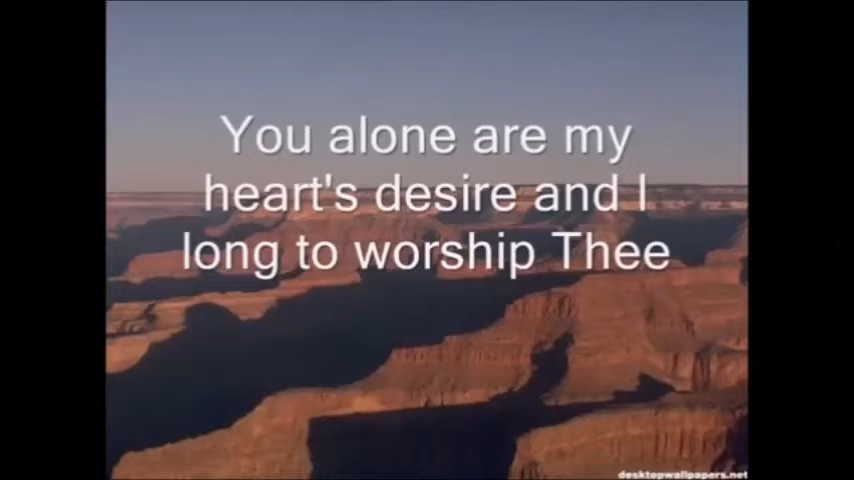 You alone are my
heart's desire and I
long to worship Thee
desktopwallpapers.net